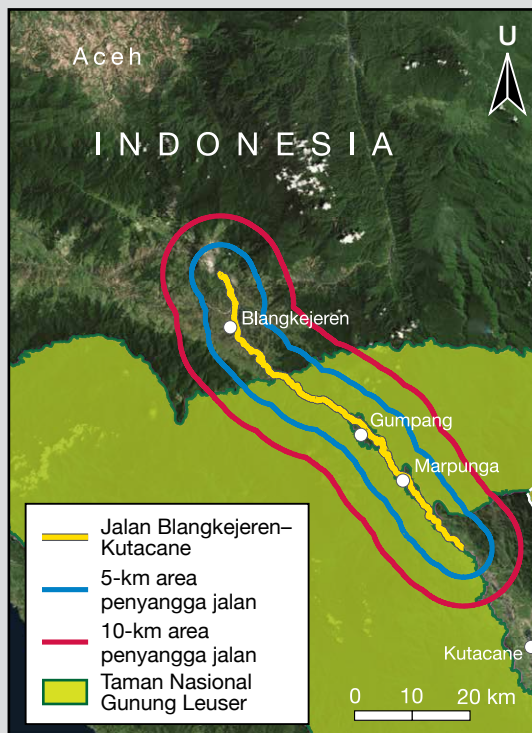 Aceh
U
INDONESIA
Blangkejeren
Gumpang
Marpunga
Jalan Blangkejeren–
Kutacane
5-km area
penyangga jalan
10-km area
penyangga jalan
Taman Nasional
Gunung Leuser
Kutacane
0 10 20 km